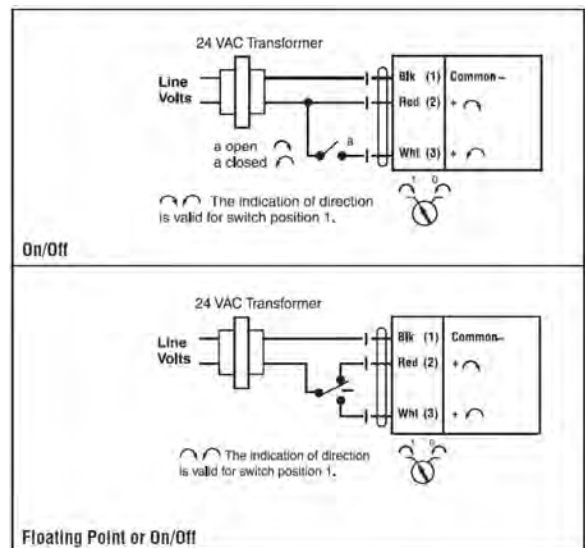 24 VAC Transformer
Line
Volts
Blk (1) Common –
Red (2) +
a open
a closed
a
Wht (3) +
The indication of direction
is valid for switch position 1.
1 0
On/Off
24 VAC Transformer
Line
Volts
Blk (1) Common –
Red (2) +
Wht (3) +
The indication of direction
is valid for switch position 1.
1 0
Floating Point or On/Off